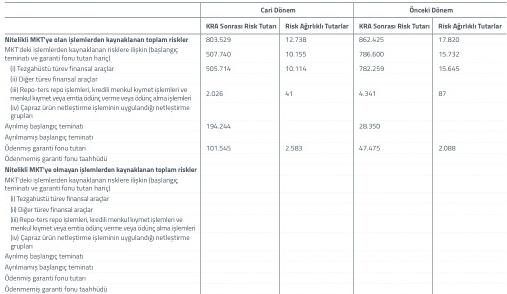 Cari Dönem Önceki Dönem
KRA Sonrası Risk Tutarı Risk Ağırlıklı Tutarlar KRA Sonrası Risk Tutarı Risk Ağırlıklı Tutarlar
Nitelikli MKT'ye olan işlemlerden kaynaklanan toplam riskler 803.529 12.738 862.425 17.820
MKT'deki işlemlerden kaynaklanan risklere ilişkin (başlangıç
teminatı ve garanti fonu tutarı hariç) 507.740 10.155 786.600 15.732
(i) Tezgahüstü türev finansal araçlar 505.714 10.114 782.259 15.645
(ii) Diğer türev finansal araçlar
(iii) Repo-ters repo işlemleri, kredili menkul kıymet işlemleri ve
menkul kıymet veya emtia ödünç verme veya ödünç alma işlemleri 2.026 41 4.341 87
(iv) Çapraz ürün netleştirme işleminin uygulandığı netleştirme
grupları
Ayrılmış başlangıç teminatı 194.244 28.350
Ayrılmamış başlangıç teminatı
Ödenmiş garanti fonu tutarı 101.545 2.583 47.475 2.088
Ödenmemiş garanti fonu taahhüdü
Nitelikli MKT'ye olmayan işlemlerden kaynaklanan toplam riskler
MKT'deki işlemlerden kaynaklanan risklere ilişkin (başlangıç
teminatı ve garanti fonu tutarı hariç)
(i) Tezgahüstü türev finansal araçlar
(ii) Diğer türev finansal araçlar
(iii) Repo-ters repo işlemleri, kredili menkul kıymet işlemleri ve
menkul kıymet veya emtia ödünç verme veya ödünç alma işlemleri
(iv) Çapraz ürün netleştirme işleminin uygulandığı netleştirme
grupları
Ayrılmış başlangıç teminatı
Ayrılmamış başlangıç teminatı
Ödenmiş garanti fonu tutarı
Ödenmemiş garanti fonu taahhüdü